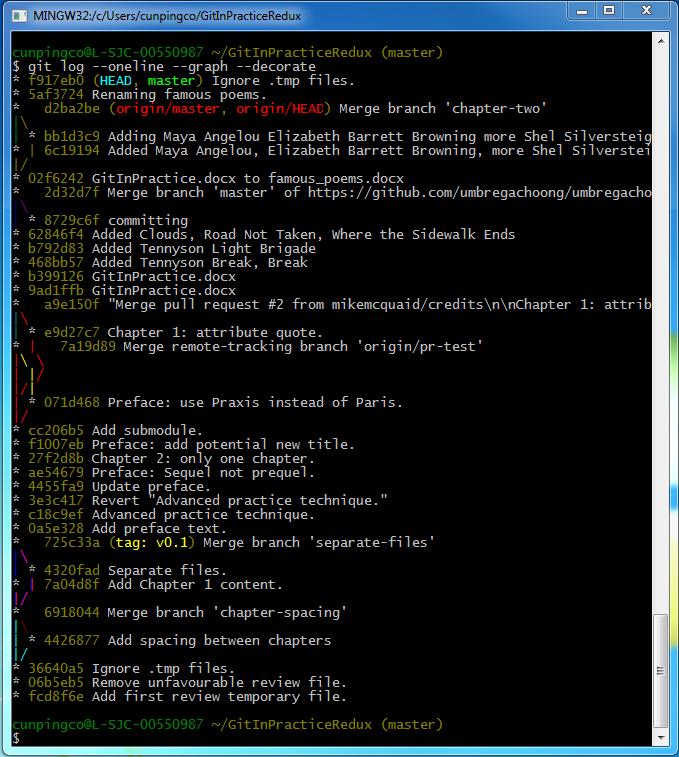 MINGW32:/c/Users/cunpingco/GitInPracticeRedux
cunpingco@L-SJC-00550987 ~/GitInPracticeRedux (master)
$ git log --oneline --graph --decorate
* f917eb0 (HEAD, master) Ignore .tmp files.
* 5af3724 Renaming famous poems.
*   d2ba2be (origin/master, origin/HEAD) Merge branch 'chapter-two'
|\
| * bb1d3c9 Adding Maya Angelou Elizabeth Barrett Browning more Shel Silversteig
* | 6c19194 Added Maya Angelou, Elizabeth Barrett Browning, more Shel Silverstei
|/
* 02f6242 GitInPractice.docx to famous_poems.docx
*   2d32d7f Merge branch 'master' of https://github.com/umbregachoong/umbregacho
|\
| * 8729c6f committing
* 62846f4 Added Clouds, Road Not Taken, Where the Sidewalk Ends
* b792d83 Added Tennyson Light Brigade
* 468bb57 Added Tennyson Break, Break
* b399126 GitInPractice.docx
* 9ad1ffb GitInPractice.docx
*   a9e150f "Merge pull request #2 from mikemcquaid/credits\n\nChapter 1: attrib
|\
| * e9d27c7 Chapter 1: attribute quote.
* |   7a19d89 Merge remote-tracking branch 'origin/pr-test'
|\ \
| |/
|/|
| * 071d468 Preface: use Praxis instead of Paris.
|/
* cc206b5 Add submodule.
* f1007eb Preface: add potential new title.
* 27f2d8b Chapter 2: only one chapter.
* ae54679 Preface: Sequel not prequel.
* 4455fa9 Update preface.
* 3e3c417 Revert "Advanced practice technique."
* c18c9ef Advanced practice technique.
* 0a5e328 Add preface text.
*   725c33a (tag: v0.1) Merge branch 'separate-files'
|\
| * 4320fad Separate files.
* | 7a04d8f Add Chapter 1 content.
|/
*   6918044 Merge branch 'chapter-spacing'
|\
| * 4426877 Add spacing between chapters
|/
* 36640a5 Ignore .tmp files.
* 06b5eb5 Remove unfavourable review file.
* fcd8f6e Add first review temporary file.
cunpingco@L-SJC-00550987 ~/GitInPracticeRedux (master)
$